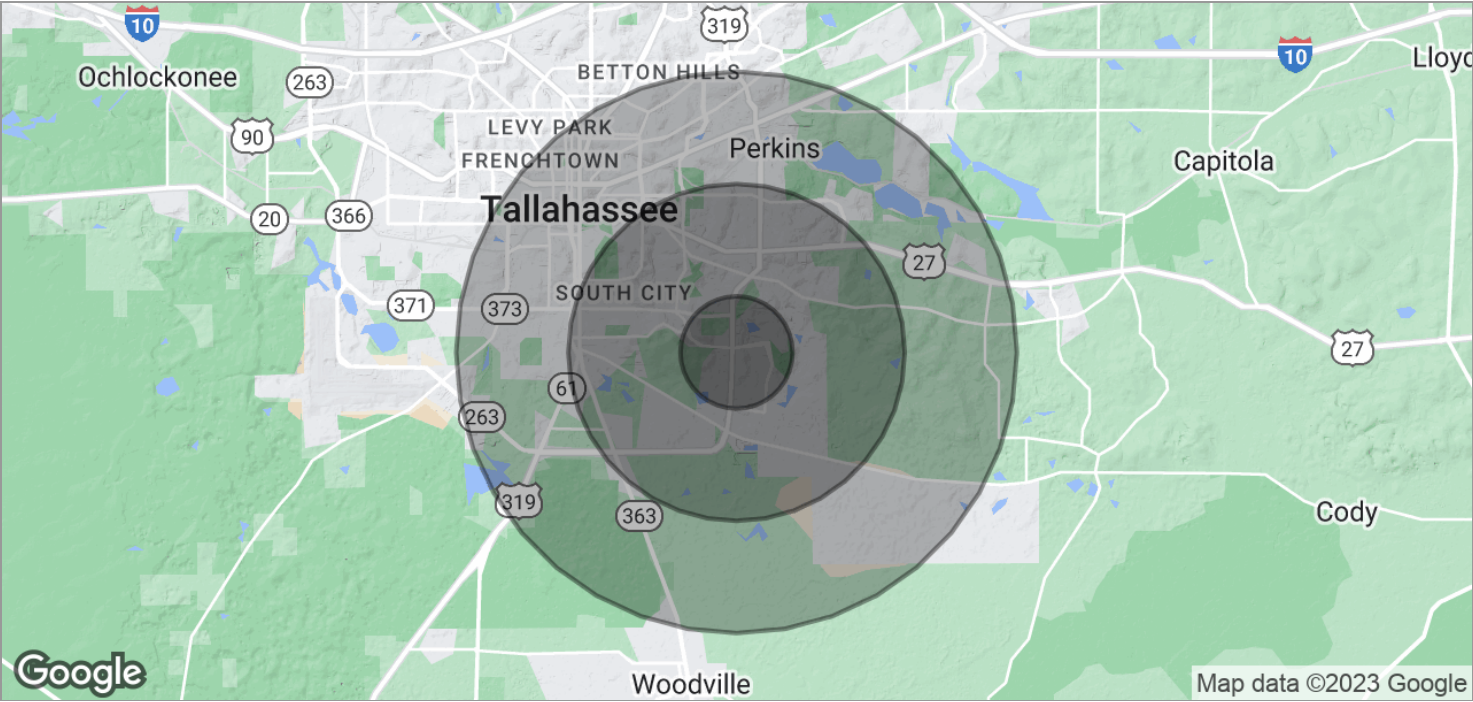 10
319
10
Lloyd
Ochlockonee
263
BETTON HILLS
90
LEVY PARK
FRENCHTOWN
Perkins
Capitola
20
366
Tallahassee
27
371
373
SOUTH CITY
27
61
263
319
363
Cody
Google
Woodville
Map data ©2023 Google